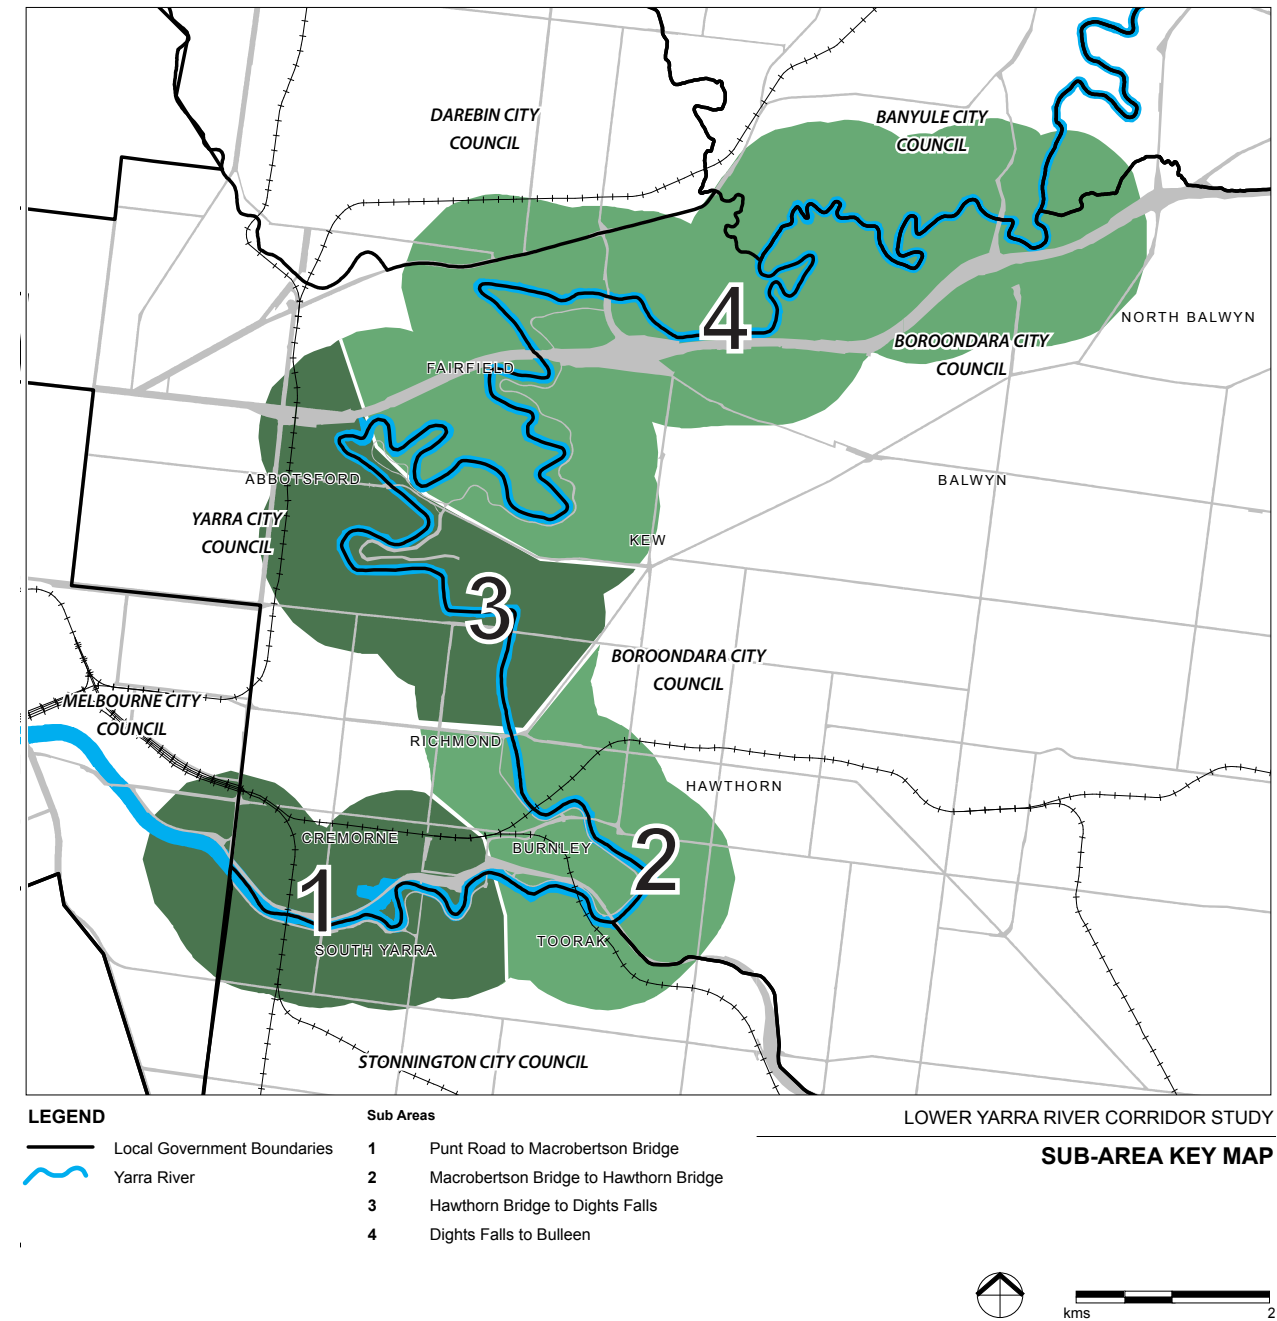 DAREBIN CITY
COUNCIL
BANYULE CITY
COUNCIL
NORTH BALWYN
4
BOROONDARA CITY
COUNCIL
FAIRFIELD
ABBOTSFORD
BALWYN
YARRA CITY
COUNCIL
KEW
3
BOROONDARA CITY
COUNCIL
MELBOURNE CITY
COUNCIL
RICHMOND
HAWTHORN
CREMORNE
BURNLEY
2
1
TOORAK
SOUTH YARRA
STONNINGTON CITY COUNCIL
LEGEND
Local Government Boundaries
Yarra River
Sub Areas
1 Punt Road to Macrobertson Bridge
2 Macrobertson Bridge to Hawthorn Bridge
3 Hawthorn Bridge to Dights Falls
4 Dights Falls to Bulleen
LOWER YARRA RIVER CORRIDOR STUDY
SUB-AREA KEY MAP
kms 2